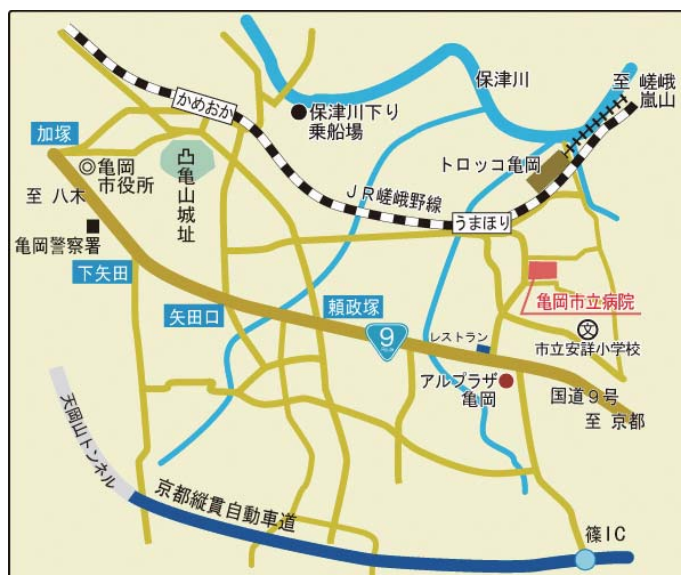 至 嵯峨
嵐山
保津川
かめおか
保津川下り
乗船場
加塚
トロッコ亀岡
亀岡
市役所
凸亀山城址
至 八木
JR嵯峨野線
うまほり
亀岡警察署
下矢田
亀岡市立病院
矢田口
頼政塚
9
レストラン
文
市立安詳小学校
アルプラザ
亀岡
国道9号
至 京都
天岡山トンネル
京都縦貫自動車道
篠IC